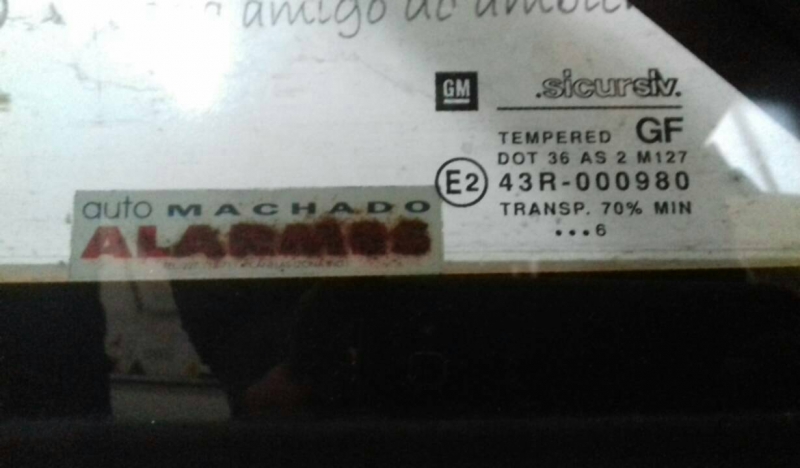 amigo do ambien
GM
.sicursiv.
TEMPERED GF
DOT 36 AS 2 M127
E2 43R-000980
TRANSP. 70% MIN
...6
auto MACHADO
ALARMES